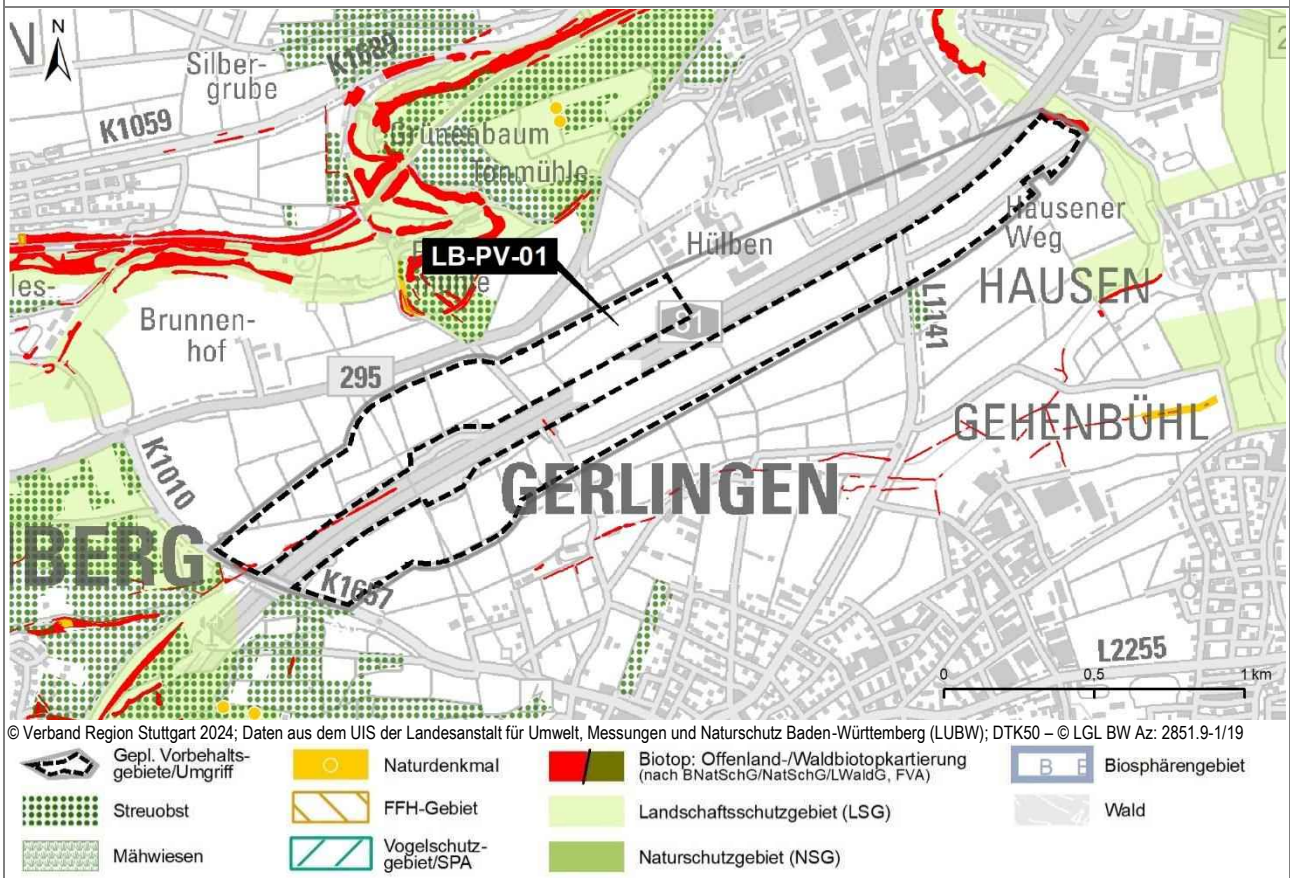 N
Silber-
grube
K1689
K1059
Grünenbaum
Tonmühle
LB-PV-01
Hülben
Hausener
Weg
HAUSEN
les-
Brunnen-
hof
295
81
L1141
GEHENBÜHL
K1010
GERLINGEN
BERG
K1657
L2255
0 0,5 1 km
© Verband Region Stuttgart 2024; Daten aus dem UIS der Landesanstalt für Umwelt, Messungen und Naturschutz Baden-Württemberg (LUBW); DTK50 – © LGL BW Az: 2851.9-1/19
Gepl. Vorbehalts-
gebiete/Umgriff
Streuobst
Mähwiesen
Naturdenkmal
FFH-Gebiet
Vogelschutz-
gebiet/SPA
Biotop: Offenland-/Waldbiotopkartierung
(nach BNatSchG/NatSchG/LWaldG, FVA)
Landschaftsschutzgebiet (LSG)
Naturschutzgebiet (NSG)
B B Biosphärengebiet
Wald